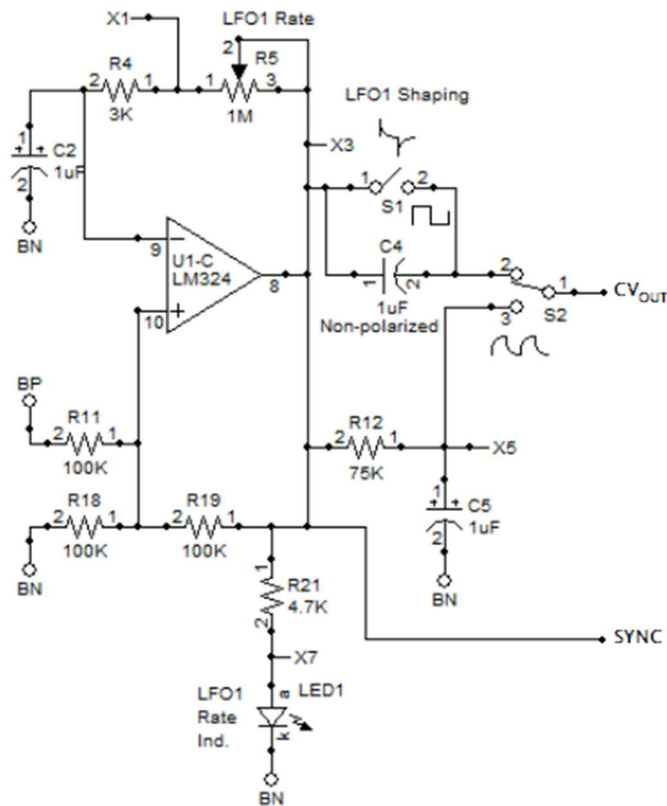 X1
LFO1 Rate
2
R5
2 R4 1
3K
1 3
1M
LFO1 Shaping
X3
1
C2
2 1uF
BN
1 2
S1
9
U1-C
LM324
8
10
C4
1 2
1uF
Non-polarized
2
1
S2
3
CVOUT
BP
R11
2 1
100K
R12
2 1
75K
X5
R18
2 1
100K
BN
R19
2 1
100K
1
C5
2 1uF
BN
1
R21
4.7K
2
SYNC
X7
LFO1
Rate
Ind.
a LED1
k
BN